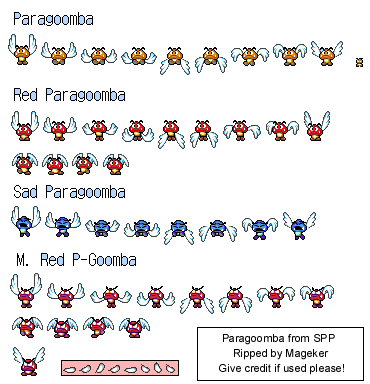 Paragoomba
Red Paragoomba
Sad Paragoomba
M. Red P-Goomba
Paragoomba from SPP
Ripped by Mageker
Give credit if used please!